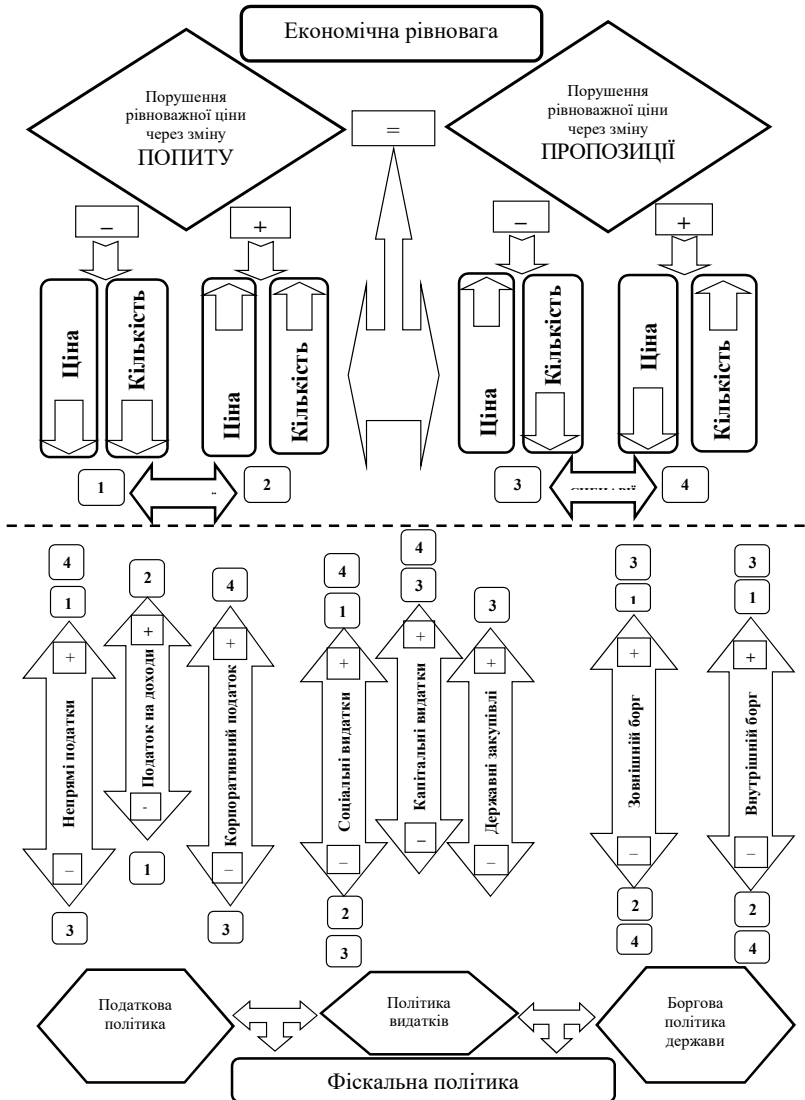 Економічна рівновага
Порушення
рівноважної ціни
через зміну
ПОПИТУ
=
Порушення
рівноважної ціни
через зміну
ПРОПОЗИЦІЇ
–
+
–
+
Ціна
Кількість
Ціна
Кількість
Ціна
Кількість
Ціна
Кількість
1
2
3
4
4
1
2
4
4
1
4
3
3
3
1
3
1
+
+
+
+
+
+
+
+
Непрямі податки
Податок на доходи
Корпоративний податок
Соціальні видатки
Капітальні видатки
Державні закупівлі
Зовнішній борг
Внутрішній борг
–
-
–
–
–
–
–
–
3
1
3
2
3
2
4
2
4
Податкова
політика
Політика
видатків
Боргова
політика
держави
Фіскальна політика